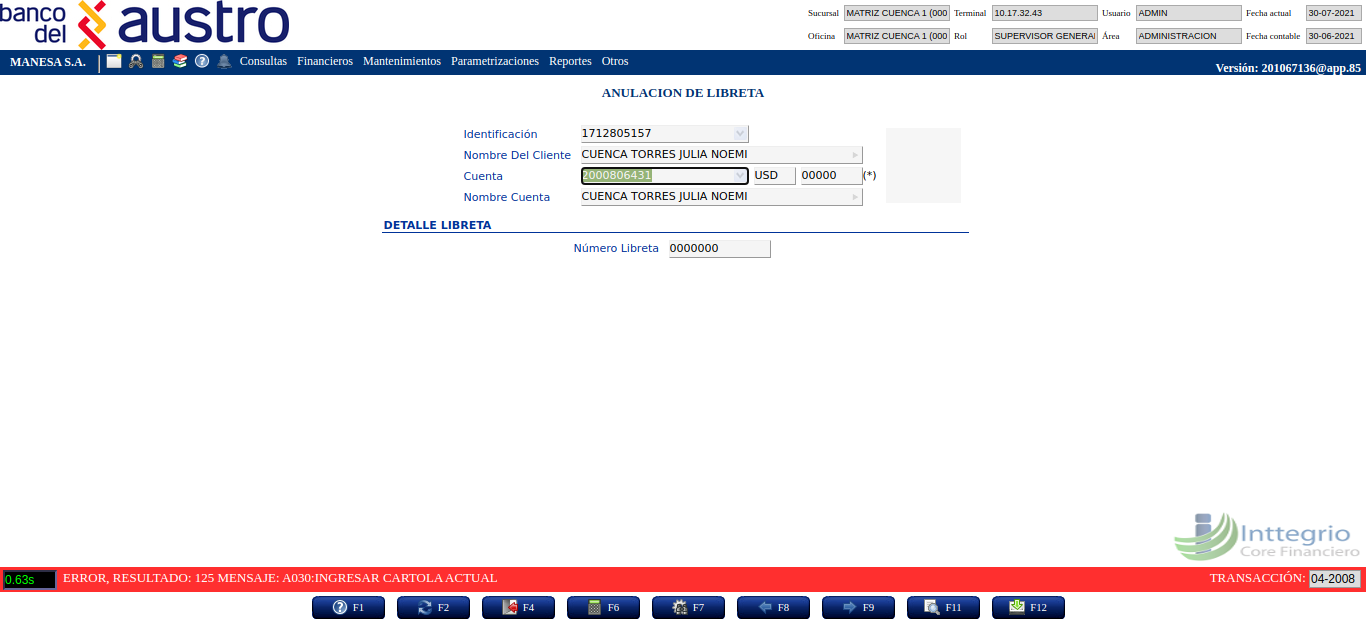 banco del austro
Sucursal MATRIZ CUENCA 1 (000 Terminal 10.17.32.43 Usuario ADMIN Fecha actual 30-07-2021
Oficina MATRIZ CUENCA 1 (000 Rol SUPERVISOR GENERAL Área ADMINISTRACION Fecha contable 30-06-2021
MANESA S.A. Consultas Financieros Mantenimientos Parametrizaciones Reportes Otros Versión: 201067136@app.85
ANULACION DE LIBRETA
Identificación 1712805157
Nombre Del Cliente CUENCA TORRES JULIA NOEMI
Cuenta 2000806431 USD 00000 (*)
Nombre Cuenta CUENCA TORRES JULIA NOEMI
DETALLE LIBRETA
Número Libreta 0000000
Inttegrio
Core Financiero
0.63s ERROR, RESULTADO: 125 MENSAJE: A030:INGRESAR CARTOLA ACTUAL TRANSACCIÓN: 04-2008
F1 F2 F4 F6 F7 F8 F9 F11 F12